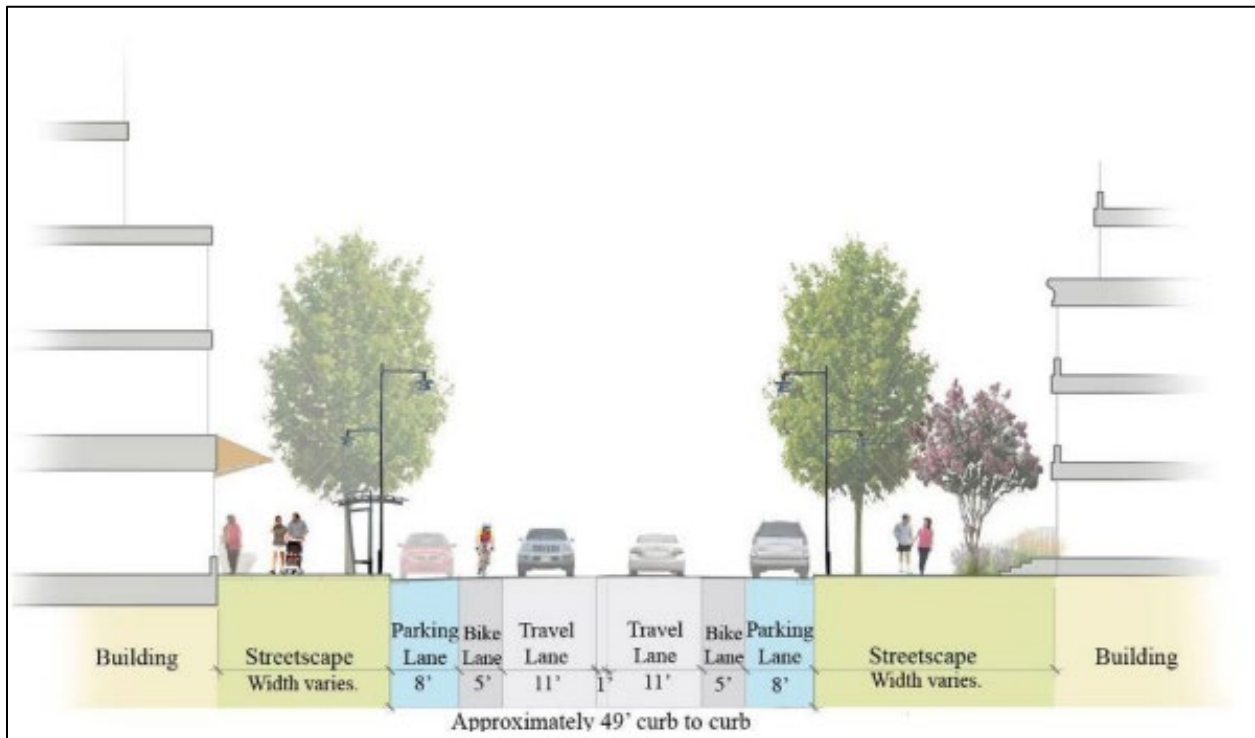 Building
Streetscape
Width varies.
Parking
Lane
8’
Bike
Lane
5’
Travel
Lane
11’
1’
Travel
Lane
11’
Bike
Lane
5’
Parking
Lane
8’
Streetscape
Width varies.
Building
Approximately 49’ curb to curb